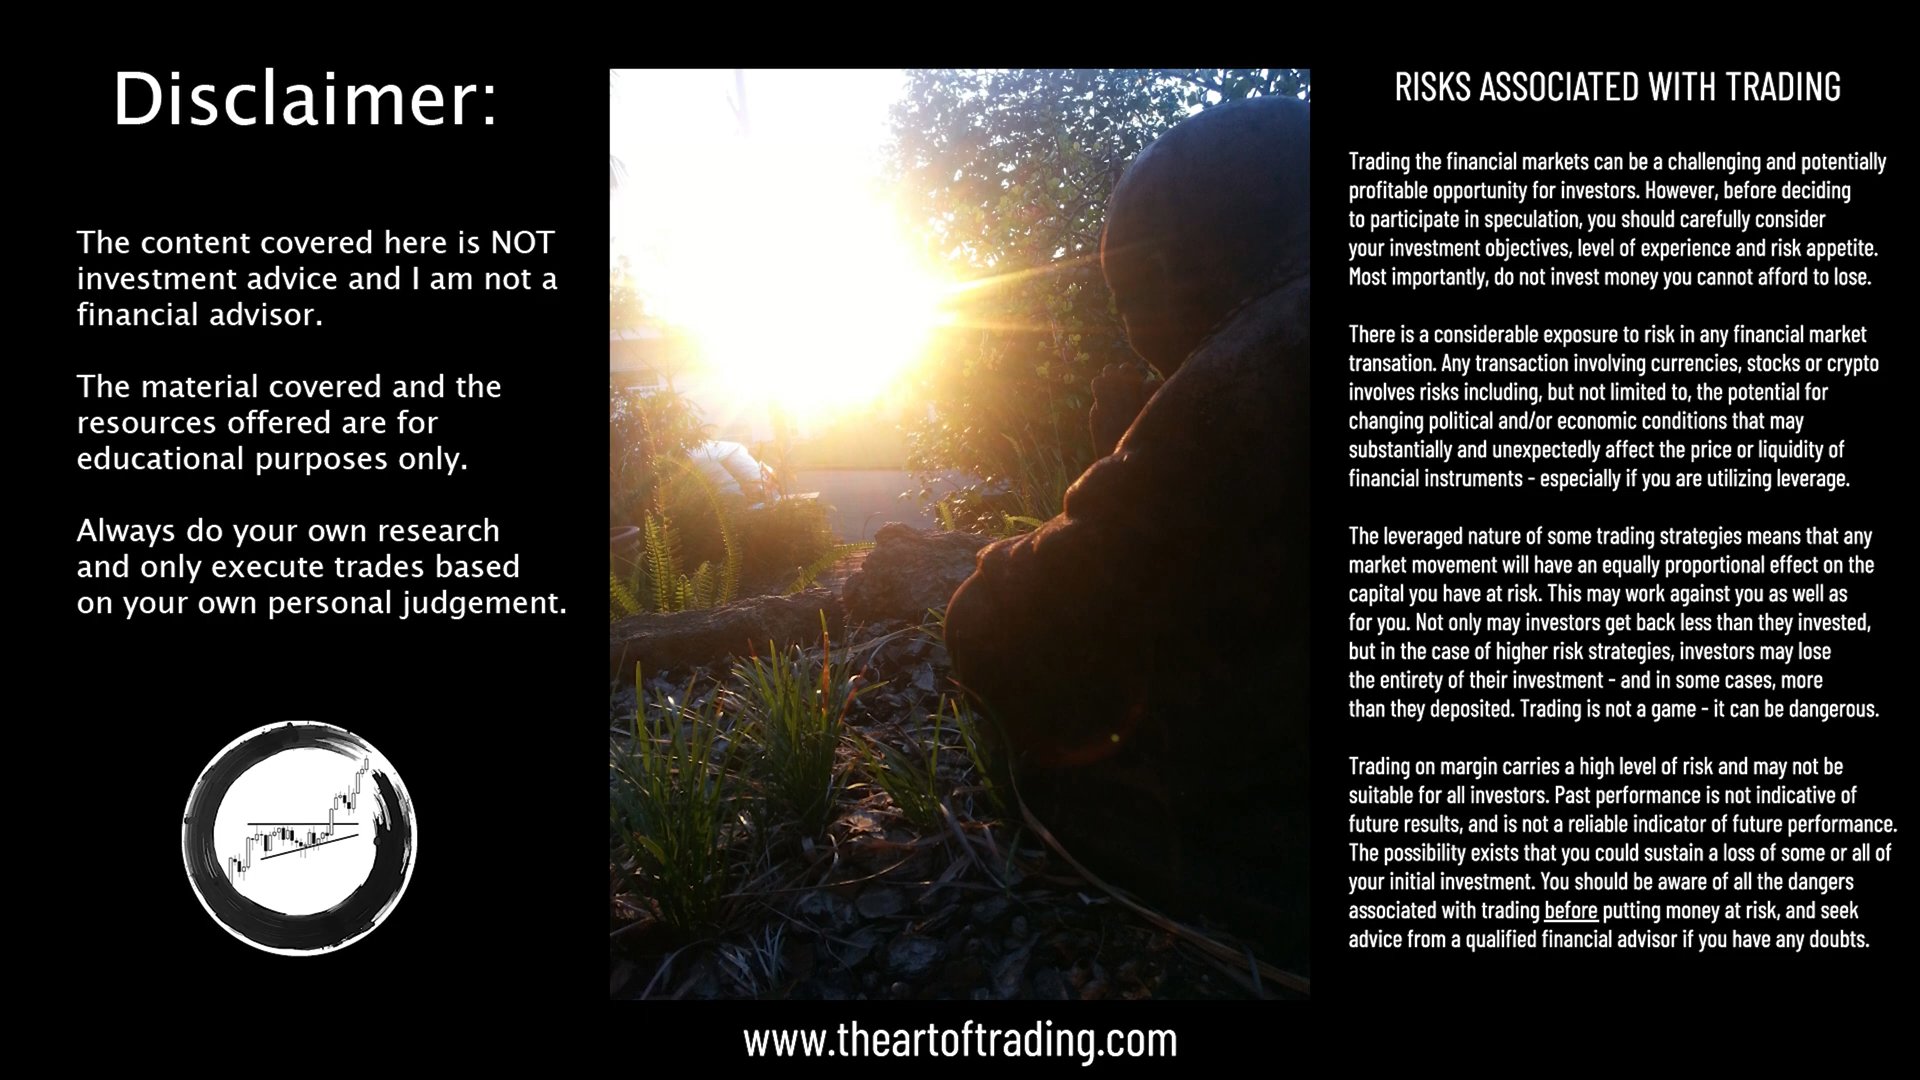 Disclaimer:
The content covered here is NOT
investment advice and I am not a
financial advisor.
The material covered and the
resources offered are for
educational purposes only.
Always do your own research
and only execute trades based
on your own personal judgement.
RISKS ASSOCIATED WITH TRADING
Trading the financial markets can be a challenging and potentially
profitable opportunity for investors. However, before deciding
to participate in speculation, you should carefully consider
your investment objectives, level of experience and risk appetite.
Most importantly, do not invest money you cannot afford to lose.
There is a considerable exposure to risk in any financial market
transation. Any transaction involving currencies, stocks or crypto
involves risks including, but not limited to, the potential for
changing political and/or economic conditions that may
substantially and unexpectedly affect the price or liquidity of
financial instruments - especially if you are utilizing leverage.
The leveraged nature of some trading strategies means that any
market movement will have an equally proportional effect on the
capital you have at risk. This may work against you as well as
for you. Not only may investors get back less than they invested,
but in the case of higher risk strategies, investors may lose
the entirety of their investment - and in some cases, more
than they deposited. Trading is not a game - it can be dangerous.
Trading on margin carries a high level of risk and may not be
suitable for all investors. Past performance is not indicative of
future results, and is not a reliable indicator of future performance.
The possibility exists that you could sustain a loss of some or all of
your initial investment. You should be aware of all the dangers
associated with trading before putting money at risk, and seek
advice from a qualified financial advisor if you have any doubts.
www.theartoftrading.com